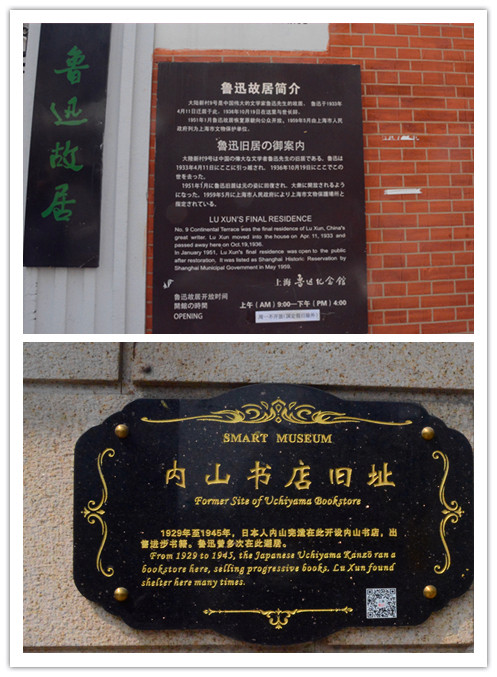 鲁迅故居
鲁迅故居简介
大陆新村9号是中国伟大的文学家鲁迅先生的故居。鲁迅于1933年
4月11日迁居于此，1936年10月19日在这里与世长辞。
1951年1月鲁迅故居恢复原貌向公众开放。1959年5月由上海市人民
政府列为上海市文物保护单位。
魯迅旧居の御案内
大陸新村9号は中国の偉大な文学者魯迅先生の旧居である。魯迅は
1933年4月11日にここに引っ越され、1936年10月19日にここでこの
世を去った。
1951年1月に魯迅旧居は元の姿に回復され、大衆に開放されるよう
になった。1959年5月に上海市人民政府により上海市文物保護場所と
指定されている。
LU XUN'S FINAL RESIDENCE
No. 9 Continental Terrace was the final residence of Lu Xun, China's
great writer. Lu Xun moved into the house on Apr. 11, 1933 and
passed away here on Oct.19,1936.
In January 1951, Lu Xun's final residence was open to the public
after restoration, It was listed as Shanghai Historic Reservation by
Shanghai Municipal Government in May 1959.
上海 鲁迅纪念馆
鲁迅故居开放时间
開館の時間
OPENING
上午（AM）9:00—下午（PM）4:00
SMART MUSEUM
内山书店旧址
Former Site of Uchiyama Bookstore
1929年至1945年，日本人内山完造在此开设内山书店，出
售进步书籍。鲁迅曾多次在此避居。
From 1929 to 1945, the Japanese Uchiyama Kanzō ran a
bookstore here, selling progressive books. Lu Xun found
shelter here many times.